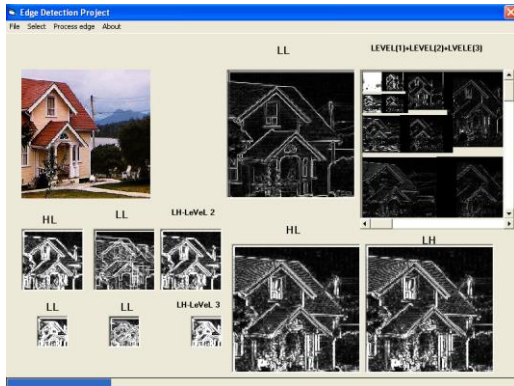 Edge Detection Project
File Select Process edge About
LL
LEVEL(1)+LEVEL(2)+LVELE(3)
HL
LL
LH-LeVeL 2
HL
LH
LL
LL
LH-LeVeL 3